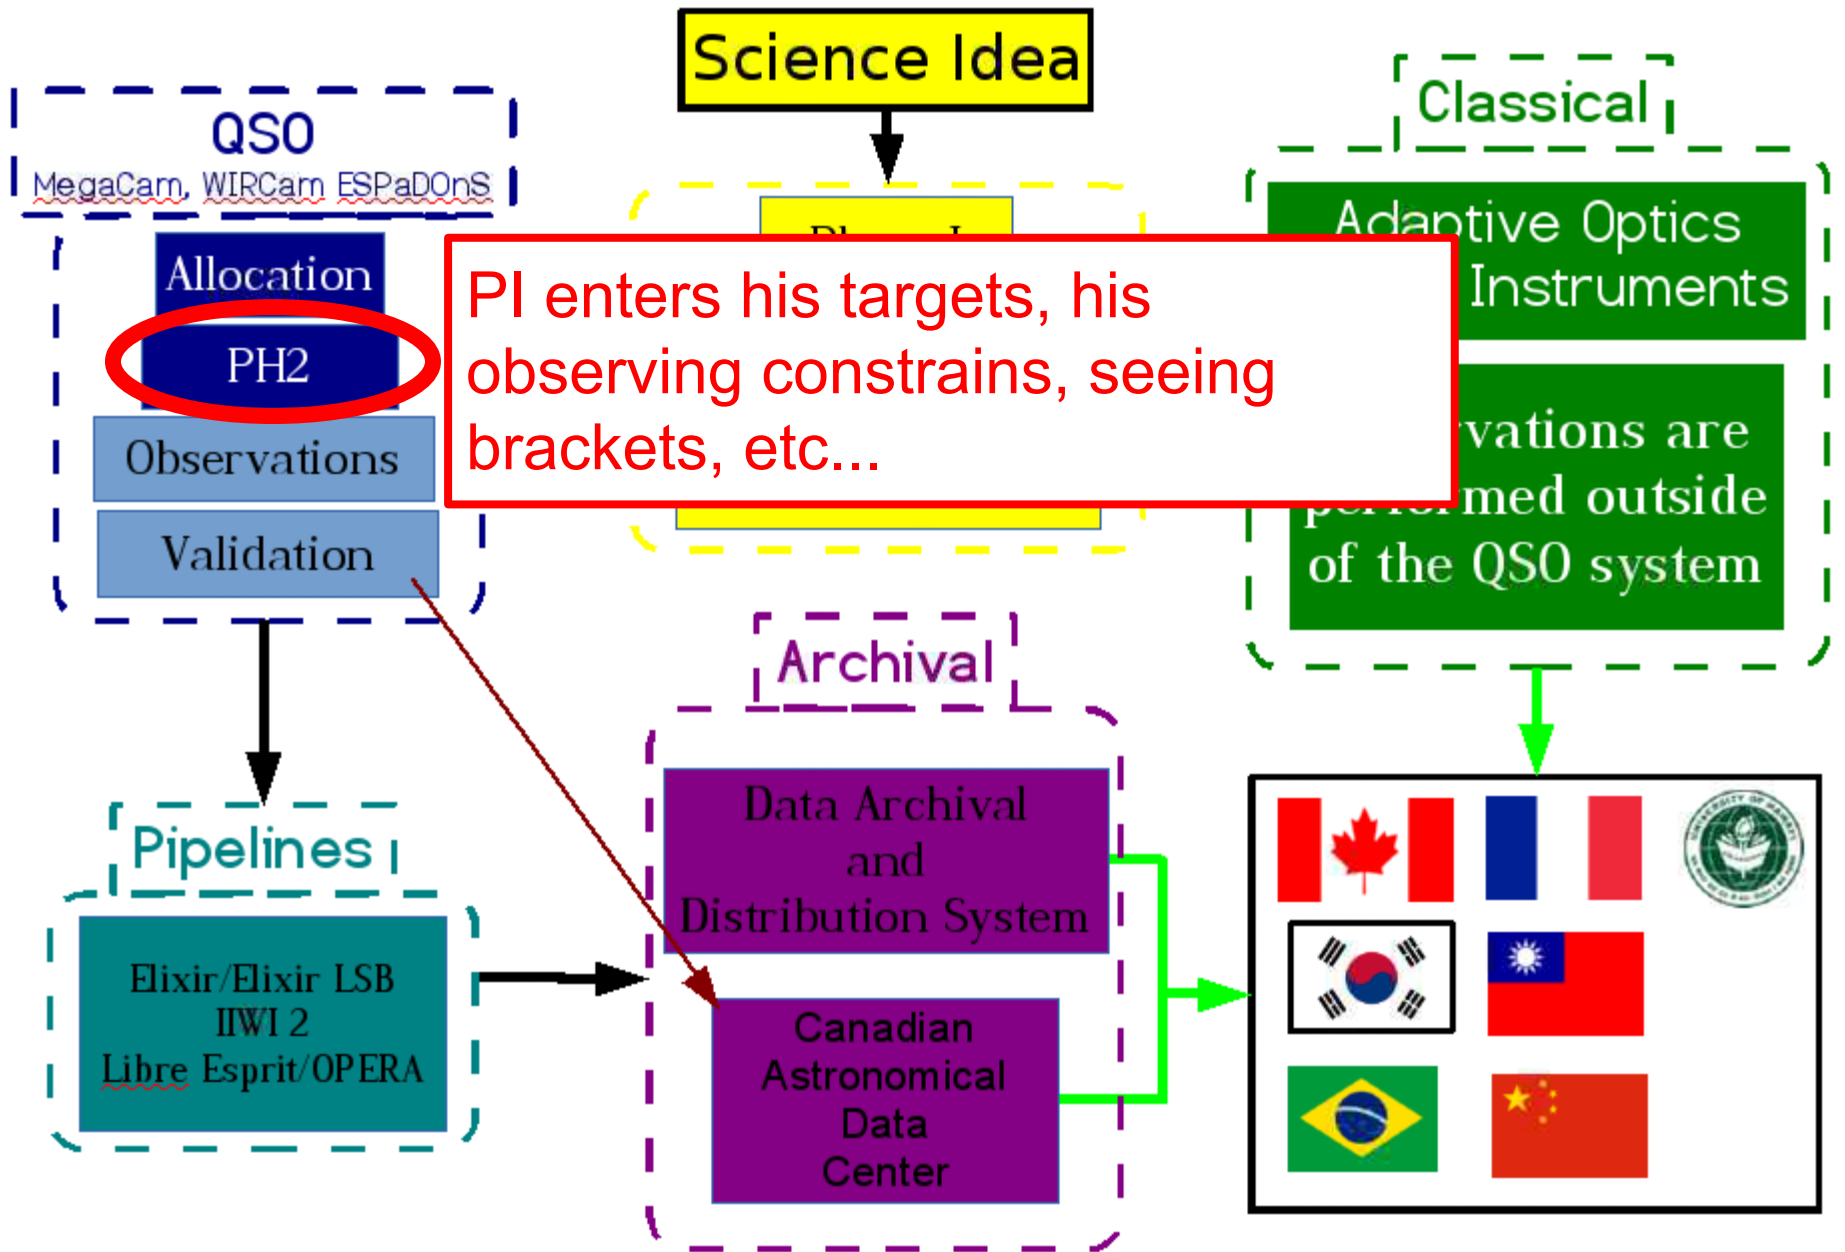 Science Idea
QSO
MegaCam, WIRCam ESPaDOnS
Allocation
PH2
Observations
Validation
PI enters his targets, his
observing constrains, seeing
brackets, etc...
Classical
Adaptive Optics
Instruments
are
performed outside
of the QSO system
Pipelines
Elixir/Elixir LSB
IIWI 2
Libre Esprit/OPERA
Archival
Data Archival
and
Distribution System
Canadian
Astronomical
Data
Center